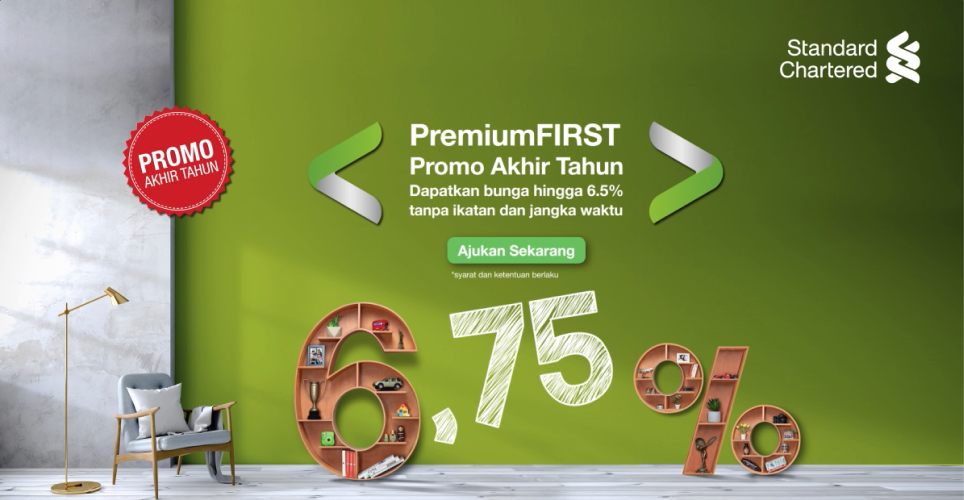 Standard
Chartered
PROMO
AKHIR TAHUN
PremiumFIRST
Promo Akhir Tahun
Dapatkan bunga hingga 6.5%
tanpa ikatan dan jangka waktu
Ajukan Sekarang
*syarat dan ketentuan berlaku
6,75%